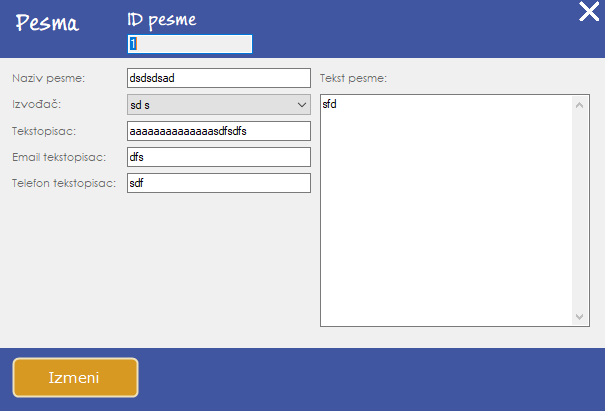 Pesma
ID pesme
1
Naziv pesme:
dsdsdsad
Izvođač:
sd s
Tekstopisac:
aaaaaaaaaaaaaasdfsdfs
Email tekstopisac:
dfs
Telefon tekstopisac:
sdf
Tekst pesme:
sfd
Izmeni